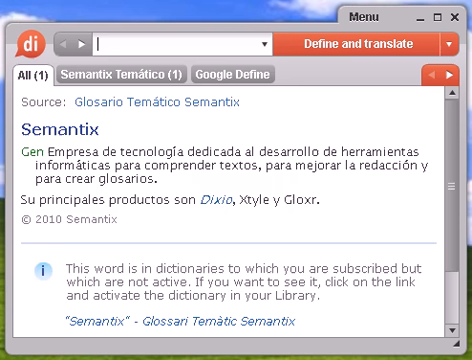 Menu
di
Define and translate
All (1)
Semantix Temático (1)
Google Define
Source: Glosario Temático Semantix
Semantix
Gen Empresa de tecnología dedicada al desarrollo de herramientas
informáticas para comprender textos, para mejorar la redacción y
para crear glosarios.
Su principales productos son Dixio, Xtyle y Gloxr.
© 2010 Semantix
i
This word is in dictionaries to which you are subscribed but
which are not active. If you want to see it, click on the link
and activate the dictionary in your Library.
"Semantix" - Glossari Temàtic Semantix